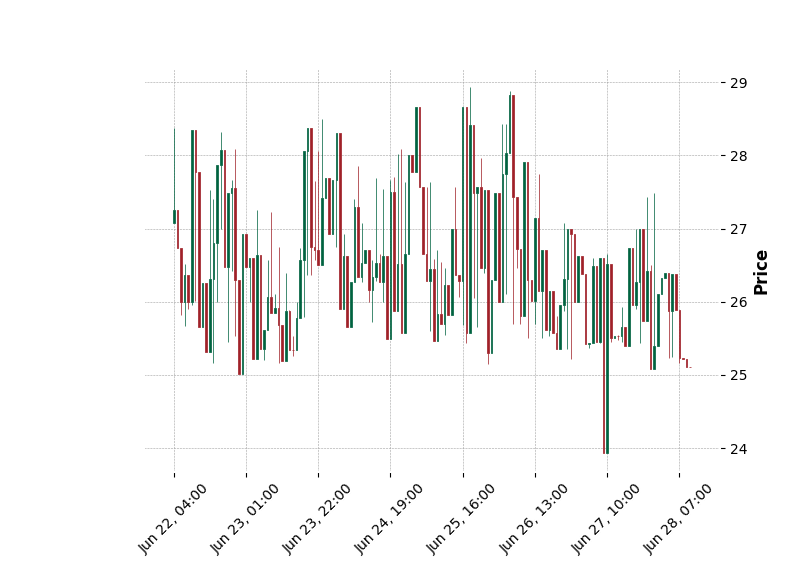 29
28
27
26
25
24
Price
Jun 22, 04:00
Jun 23, 01:00
Jun 23, 22:00
Jun 24, 19:00
Jun 25, 16:00
Jun 26, 13:00
Jun 27, 10:00
Jun 28, 07:00